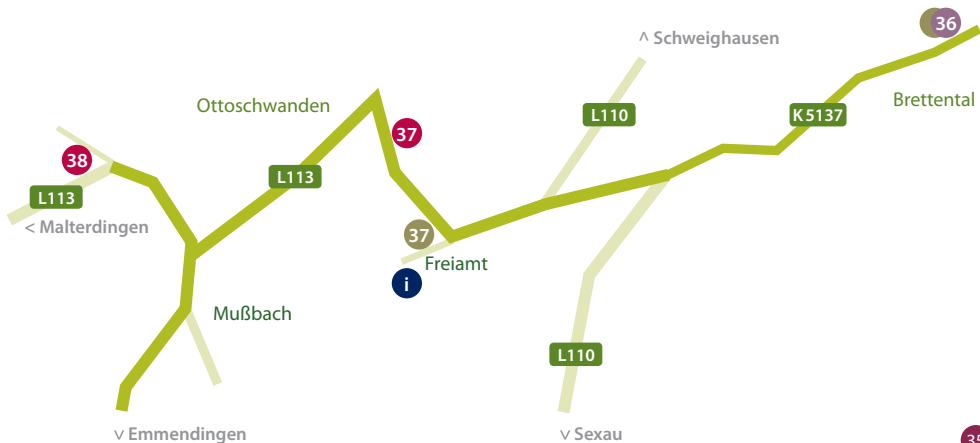 36
^ Schweighausen
Brettental
Ottoschwanden
L110
K 5137
37
38
L113
L113
< Malterdingen
37
Freiamt
i
Mußbach
L110
v Emmendingen
v Sexau